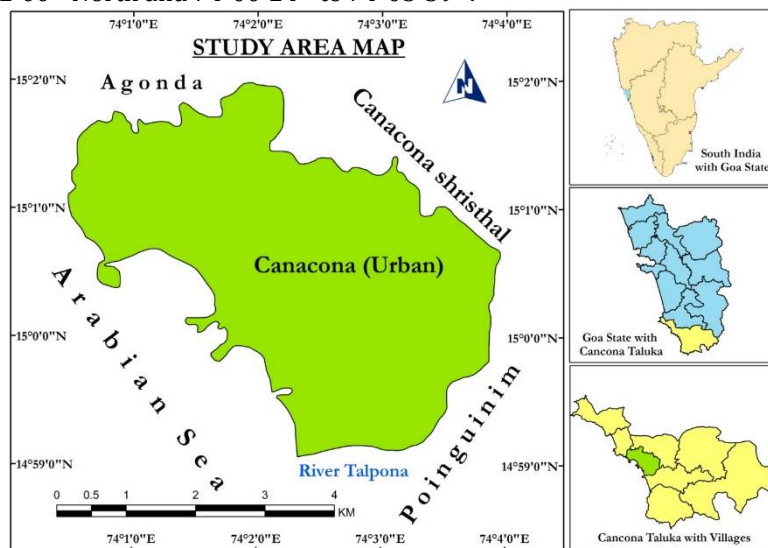 74°1'0"E 74°2'0"E 74°3'0"E 74°4'0"E
STUDY AREA MAP
15°2'0"N
Agonda
N
15°2'0"N
Canacona shristhal
15°1'0"N
15°1'0"N
Canacona (Urban)
Arabian Sea
15°0'0"N
15°0'0"N
Poinguinim
14°59'0"N
River Talpona
14°59'0"N
0 0.5 1 2 3 4
KM
74°1'0"E 74°2'0"E 74°3'0"E 74°4'0"E
South India
with Goa State
Goa State with
Cancona Taluka
Cancona Taluka with Villages